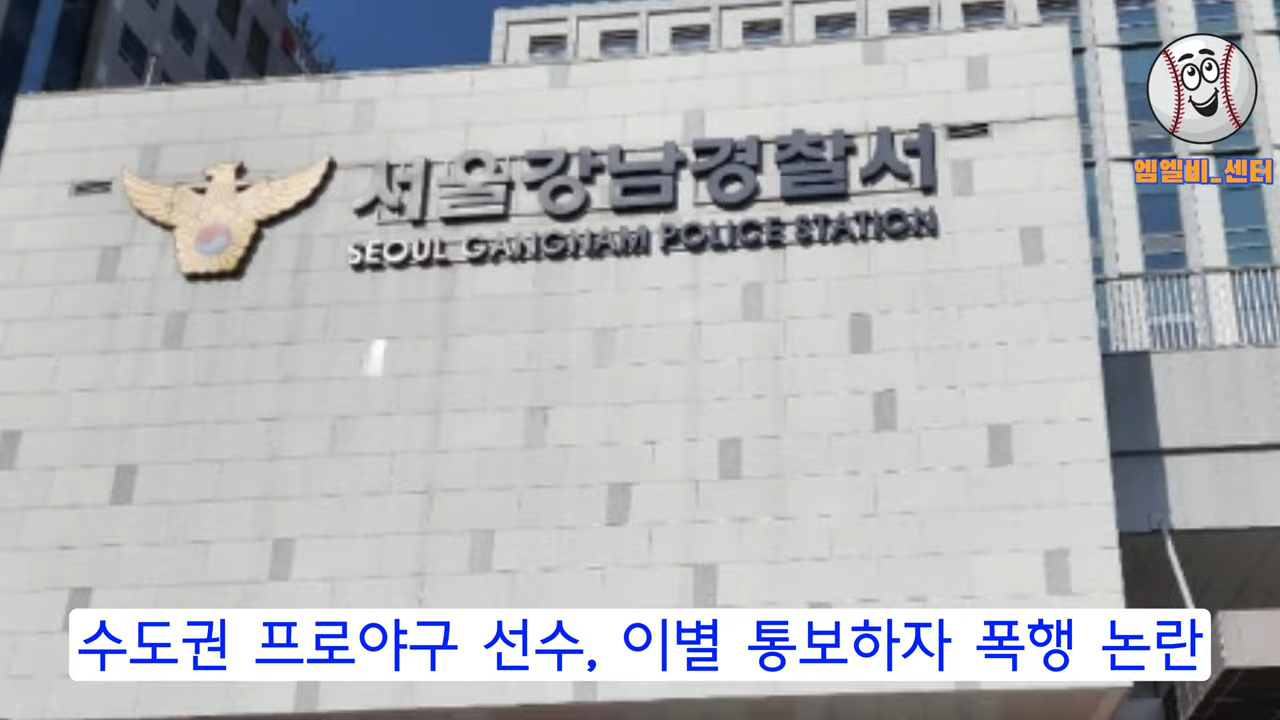 서울강남경찰서
SEOUL GANGNAM POLICE STATION
엠엘비_센터
수도권 프로야구 선수, 이별 통보하자 폭행 논란